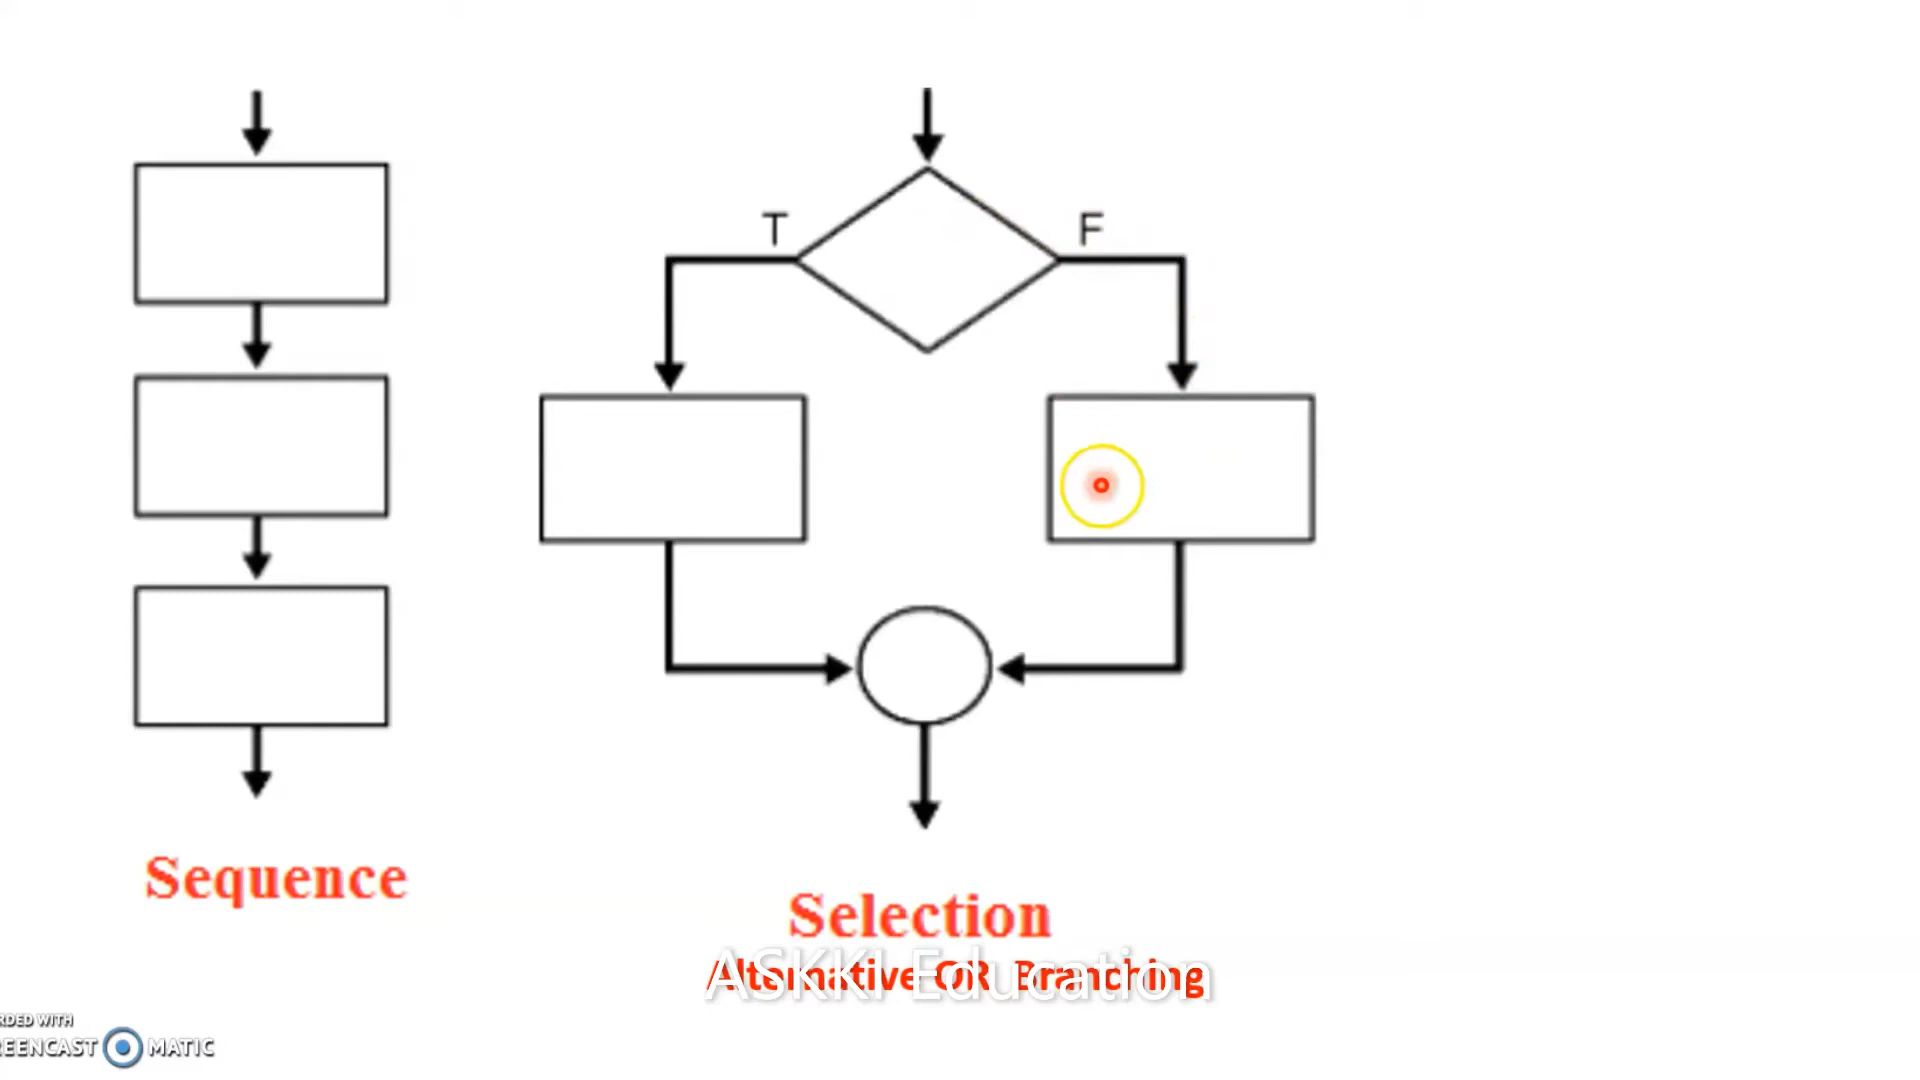 T F
Sequence
Selection
Alternative OR Branching
ASKKI Education
RDED WITH
REENCAST MATIC